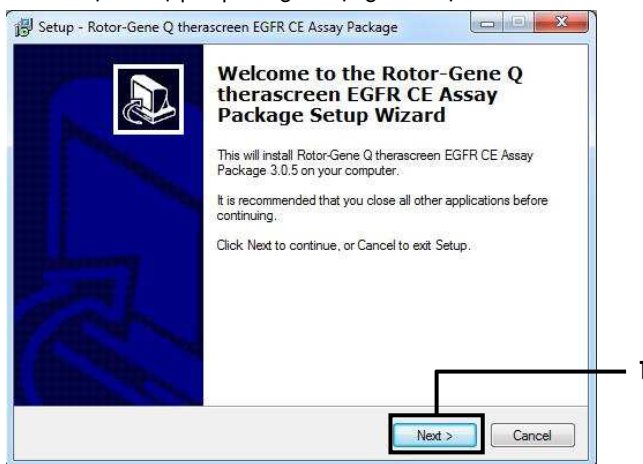 Setup - Rotor-Gene Q therascreen EGFR CE Assay Package
Welcome to the Rotor-Gene Q
therascreen EGFR CE Assay
Package Setup Wizard
This will install Rotor-Gene Q therascreen EGFR CE Assay
Package 3.0.5 on your computer.
It is recommended that you close all other applications before
continuing.
Click Next to continue, or Cancel to exit Setup.
1
Next >
Cancel